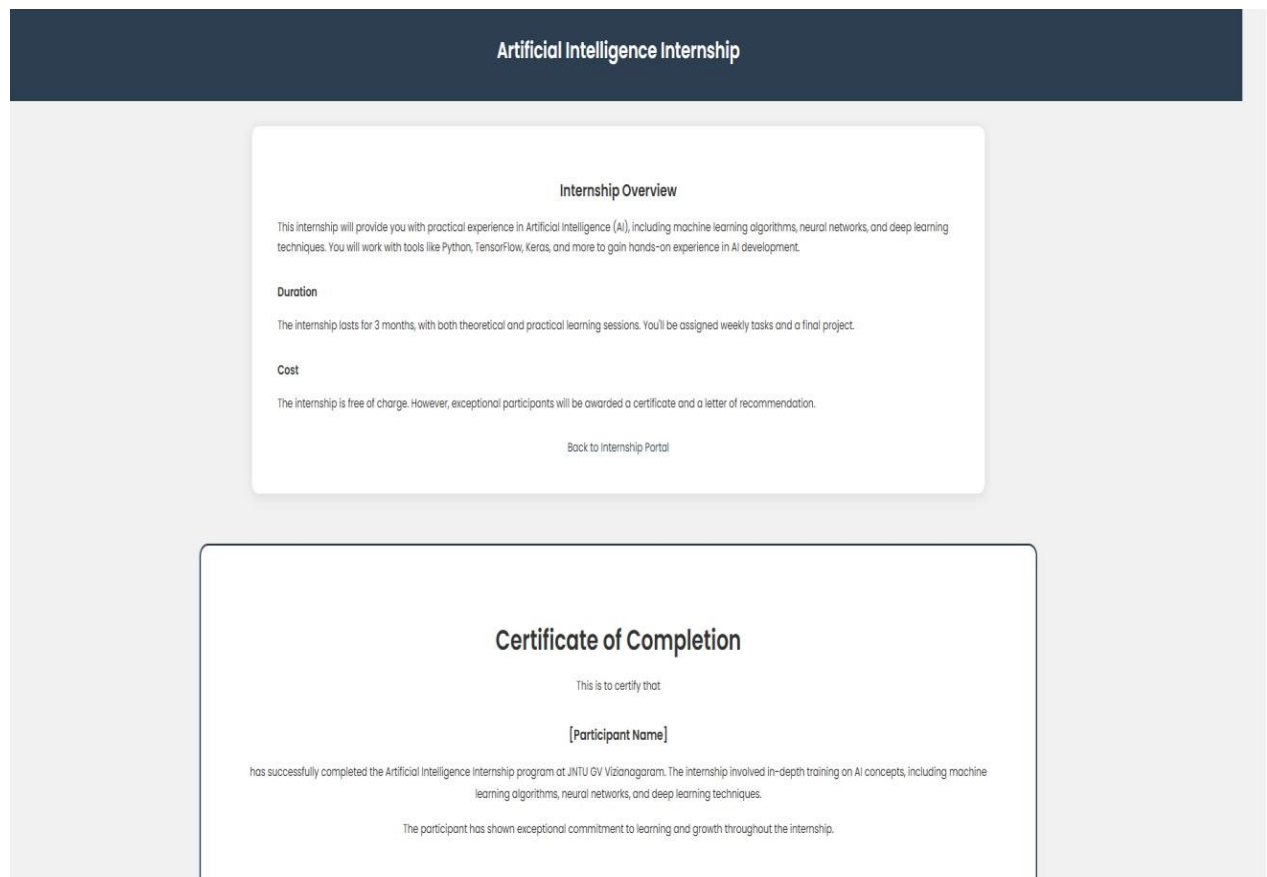 Artificial Intelligence Internship
Internship Overview
This internship will provide you with practical experience in Artificial Intelligence (AI), including machine learning algorithms, neural networks, and deep learning
techniques. You will work with tools like Python, TensorFlow, Keras, and more to gain hands-on experience in AI development.
Duration
The internship lasts for 3 months, with both theoretical and practical learning sessions. You'll be assigned weekly tasks and a final project.
Cost
The internship is free of charge. However, exceptional participants will be awarded a certificate and a letter of recommendation.
Back to Internship Portal
Certificate of Completion
This is to certify that
[Participant Name]
has successfully completed the Artificial Intelligence Internship program at JNTU GV Vizianagaram. The internship involved in-depth training on AI concepts, including machine
learning algorithms, neural networks, and deep learning techniques.
The participant has shown exceptional commitment to learning and growth throughout the internship.